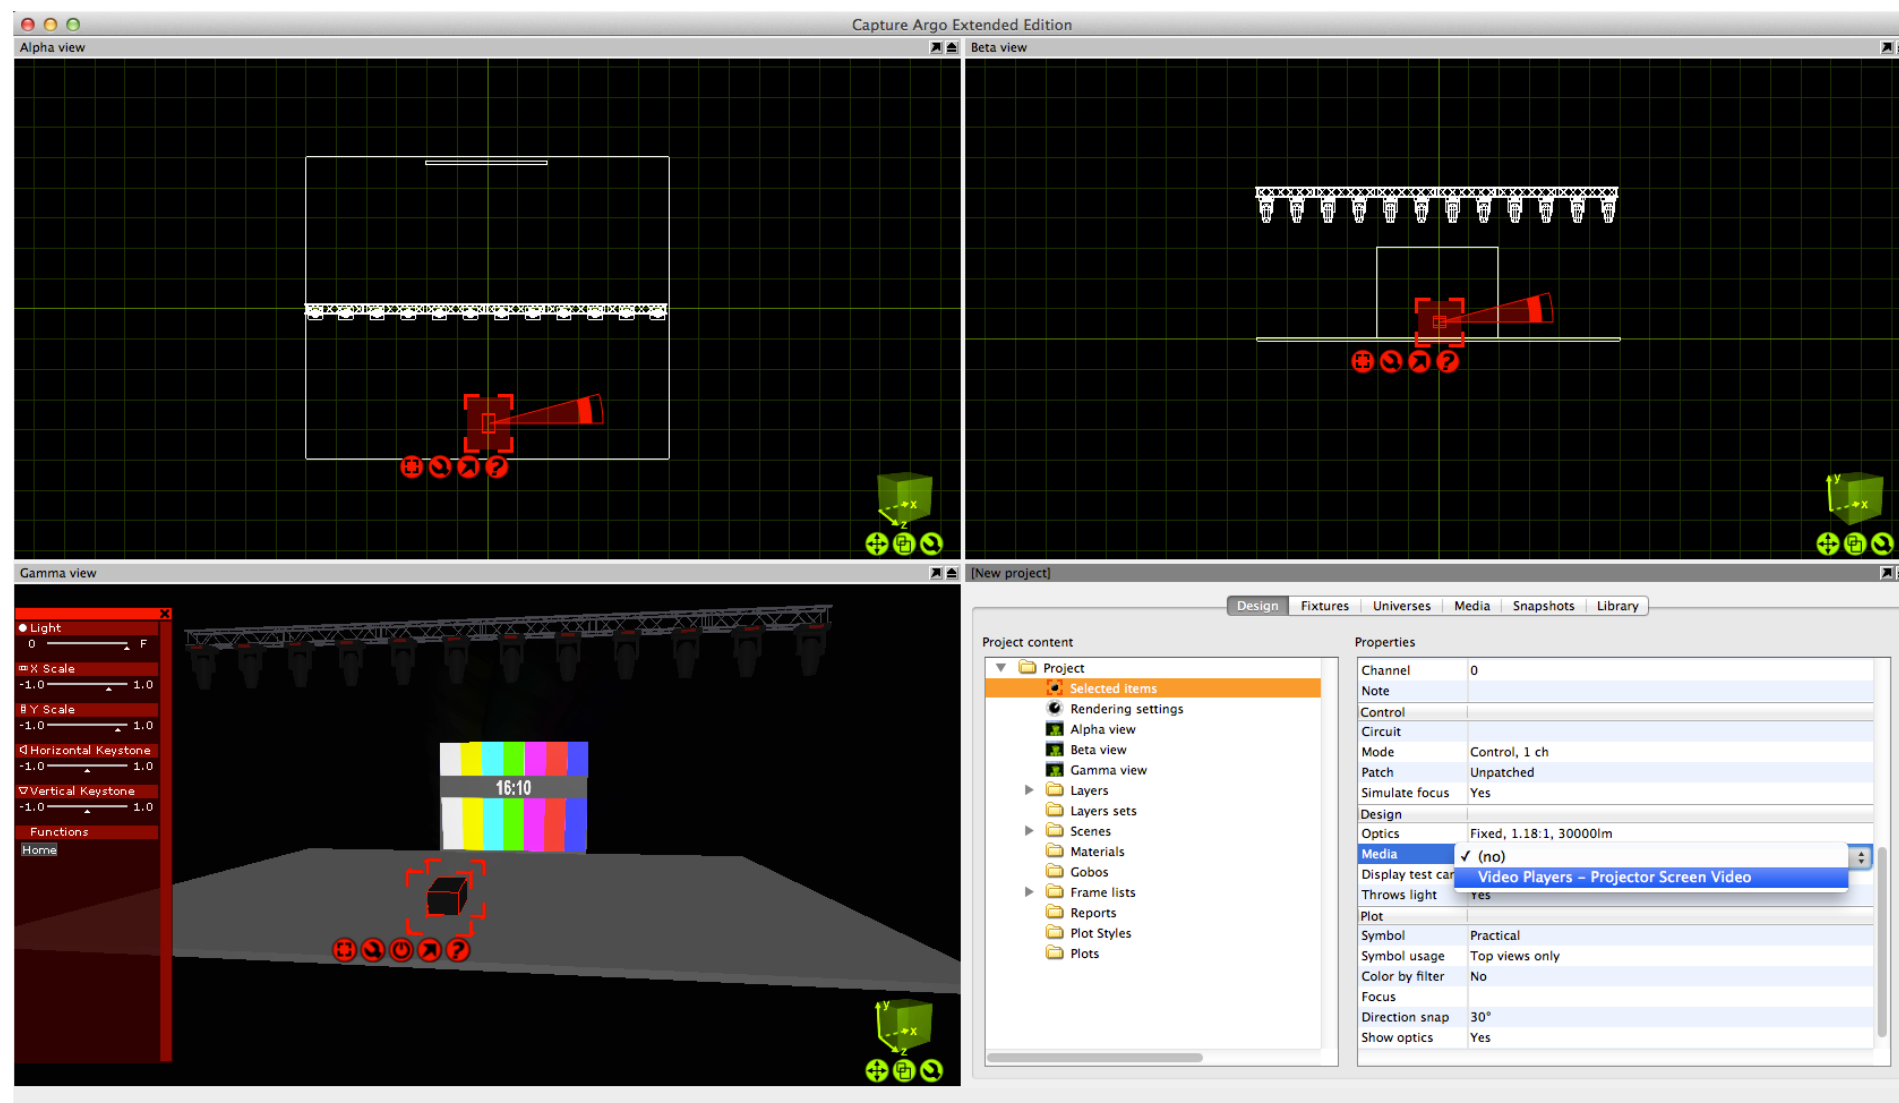 Capture Argo Extended Edition
Alpha view
Beta view
x
z
y
x
Gamma view
[New project]
Light
0 F
X Scale
-1.0 1.0
Y Scale
-1.0 1.0
Horizontal Keystone
-1.0 1.0
Vertical Keystone
-1.0 1.0
Functions
Home
16:10
y
x
z
Design Fixtures Universes Media Snapshots Library
Project content
Project
Selected items
Rendering settings
Alpha view
Beta view
Gamma view
Layers
Layers sets
Scenes
Materials
Gobos
Frame lists
Reports
Plot Styles
Plots
Properties
Channel 0
Note
Control
Circuit
Mode Control, 1 ch
Patch Unpatched
Simulate focus Yes
Design
Optics Fixed, 1.18:1, 30000lm
Media ✓ (no)
Display test car Video Players – Projector Screen Video
Throws light Yes
Plot
Symbol Practical
Symbol usage Top views only
Color by filter No
Focus
Direction snap 30°
Show optics Yes